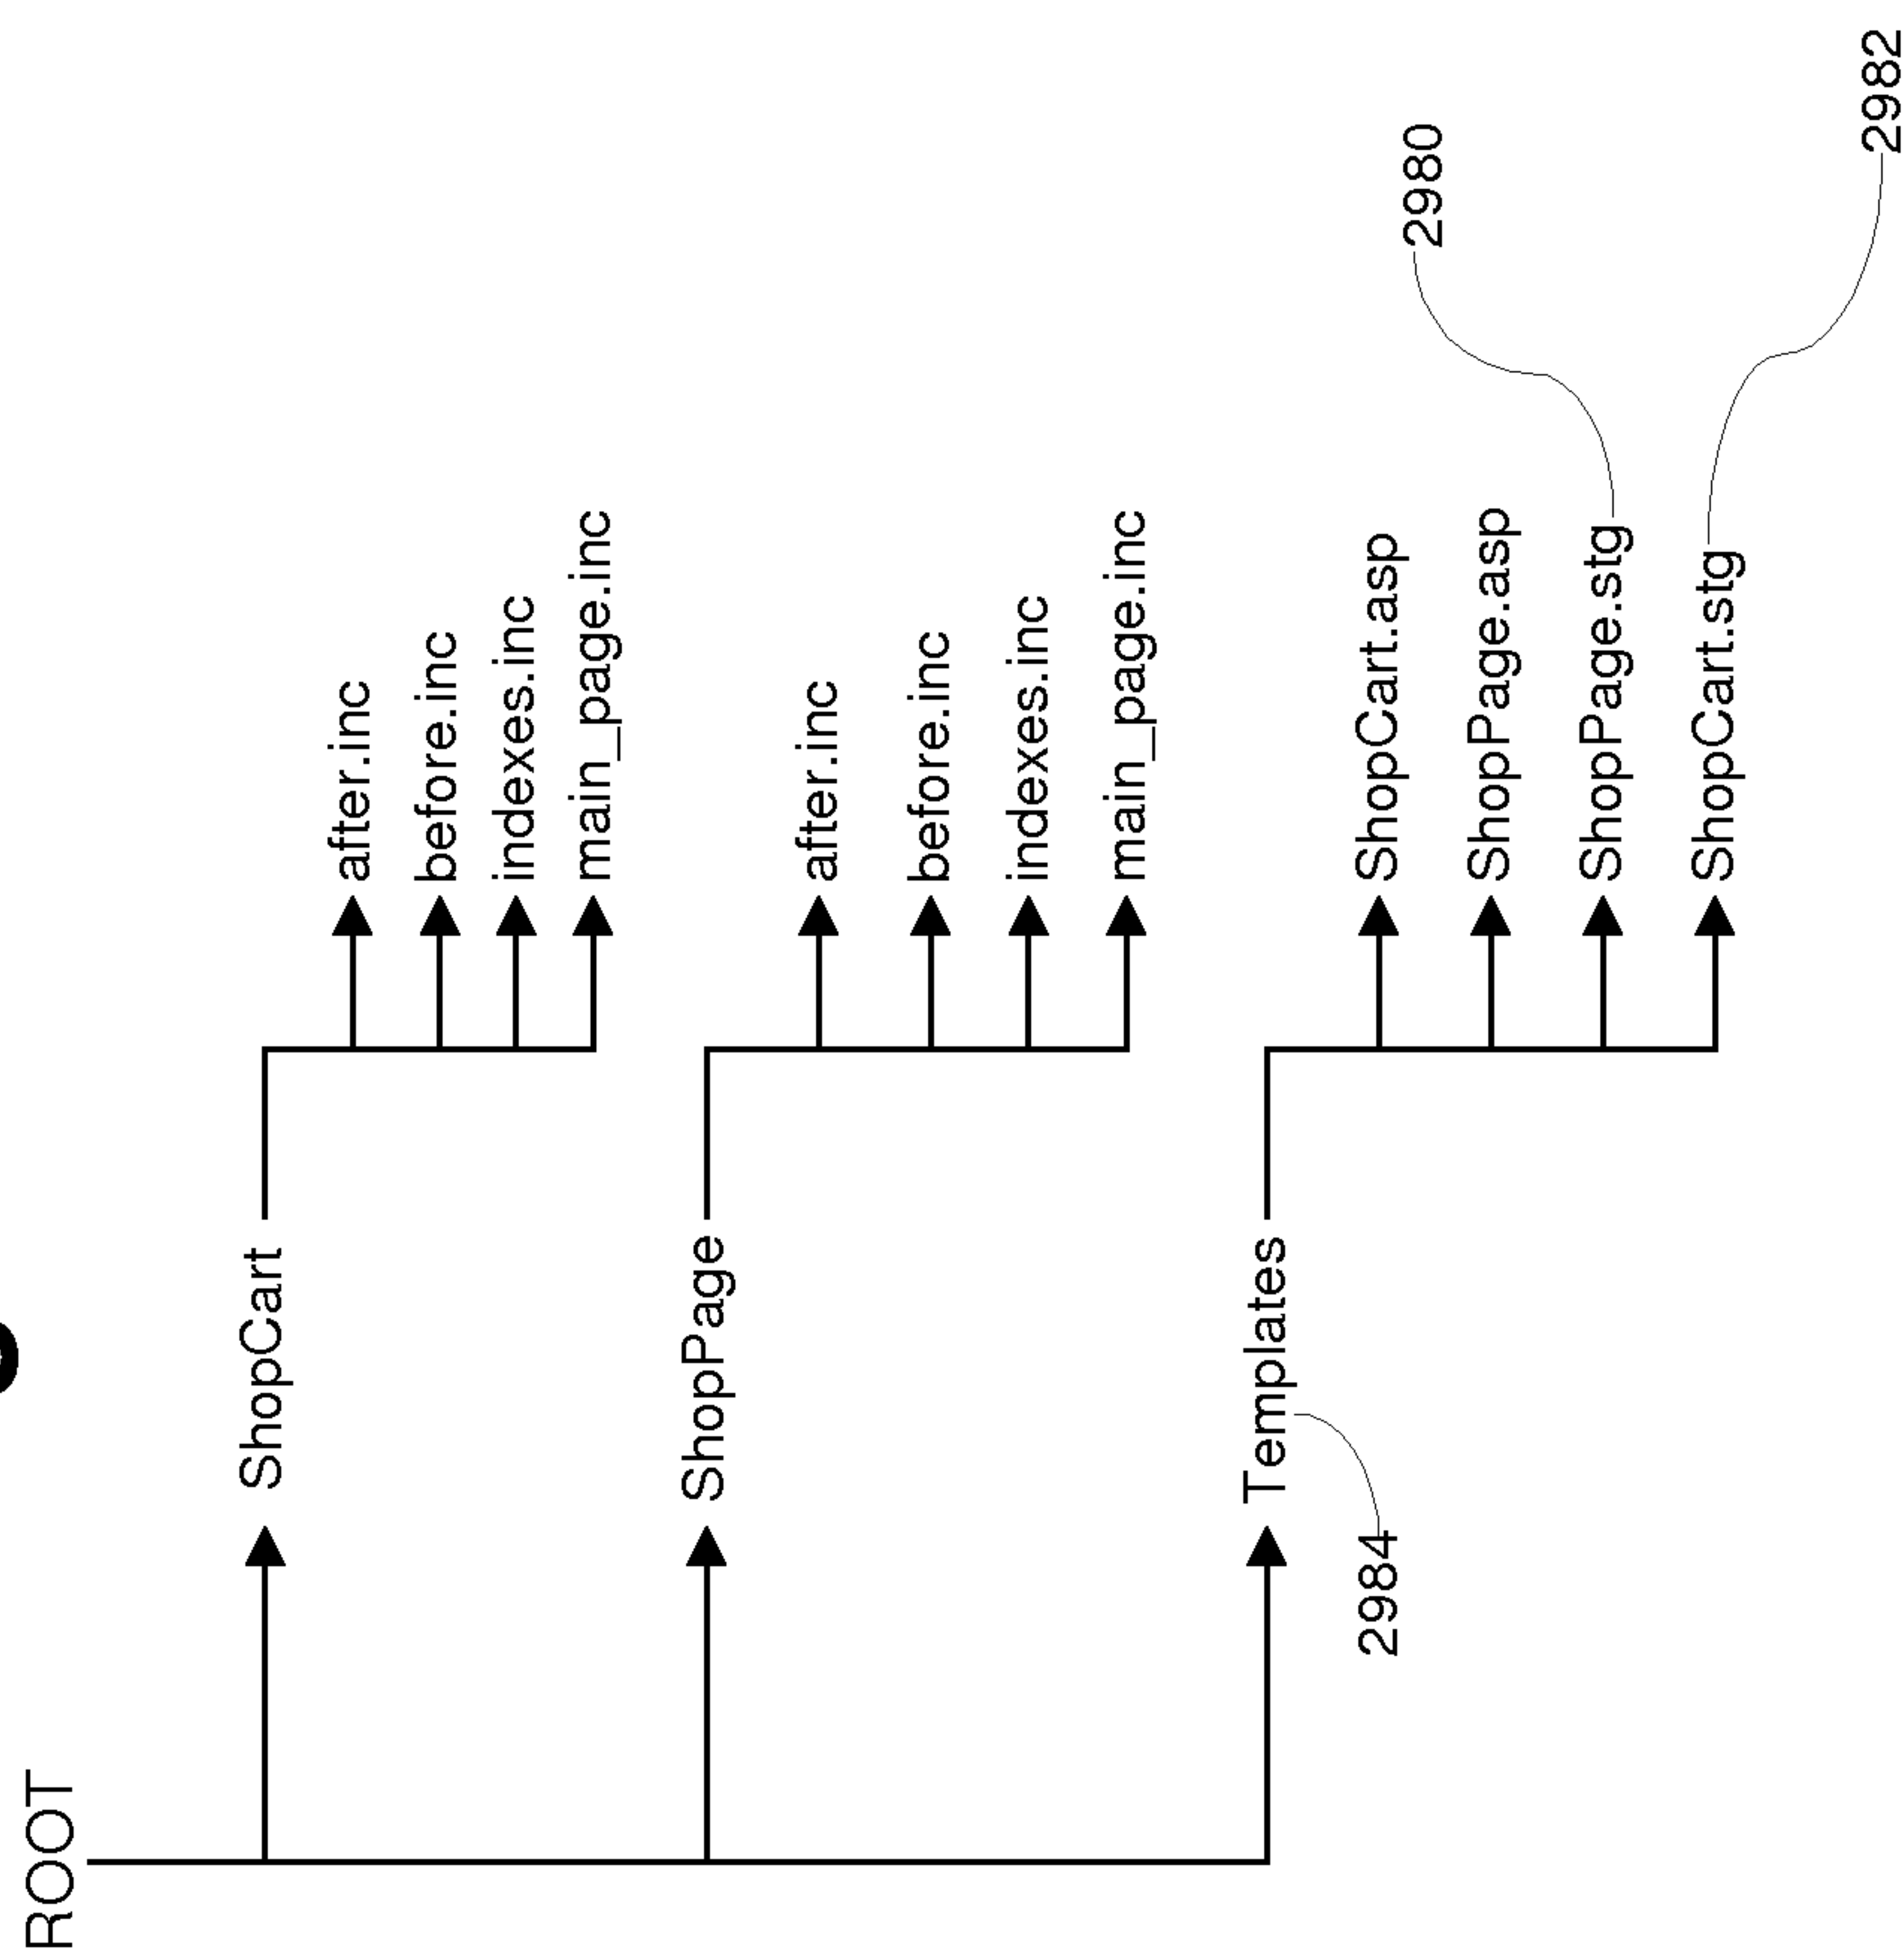 ROOT
ShopCart
after.inc
before.inc
indexes.inc
main_page.inc
ShopPage
after.inc
before.inc
indexes.inc
main_page.inc
Templates
2984
ShopCart.asp
ShopPage.asp
ShopPage.stg
ShopCart.stg
2980
2982